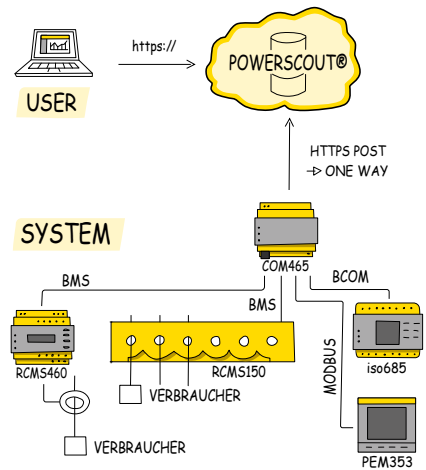 https://
POWERSCOUT®
USER
HTTPS POST
→ ONE WAY
SYSTEM
COM465
BMS
BCOM
BMS
MODBUS
RCMS460
RCMS150
iso685
VERBRAUCHER
VERBRAUCHER
PEM353